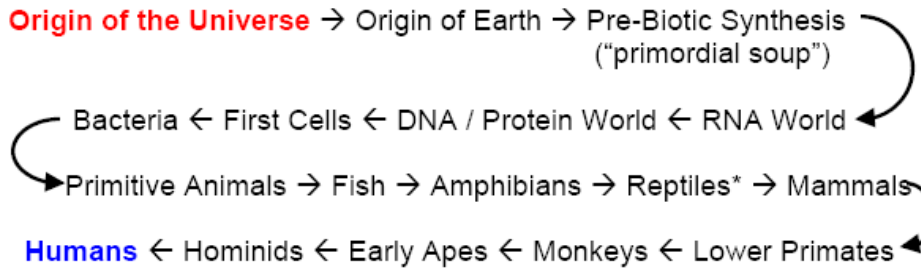 Origin of the Universe → Origin of Earth → Pre-Biotic Synthesis
(“primordial soup”)
Bacteria ← First Cells ← DNA / Protein World ← RNA World
Primitive Animals → Fish → Amphibians → Reptiles* → Mammals
Humans ← Hominids ← Early Apes ← Monkeys ← Lower Primates